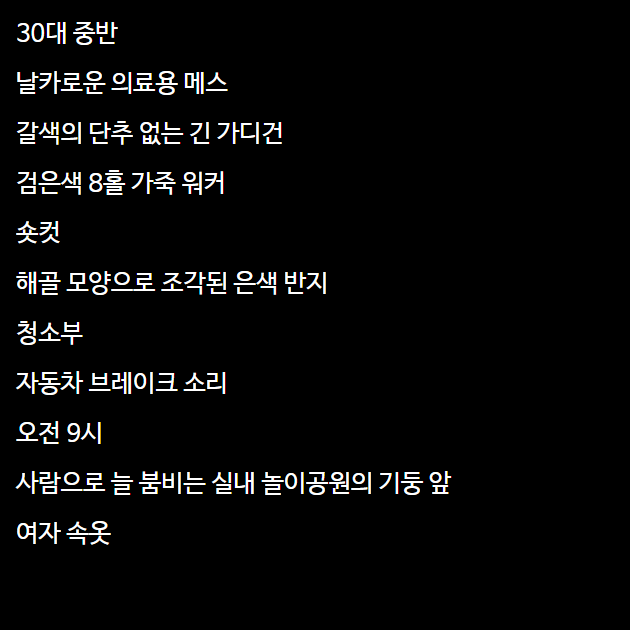 30대 중반
날카로운 의료용 메스
갈색의 단추 없는 긴 가디건
검은색 8홀 가죽 워커
숏컷
해골 모양으로 조각된 은색 반지
청소부
자동차 브레이크 소리
오전 9시
사람으로 늘 붐비는 실내 놀이공원의 기둥 앞
여자 속옷